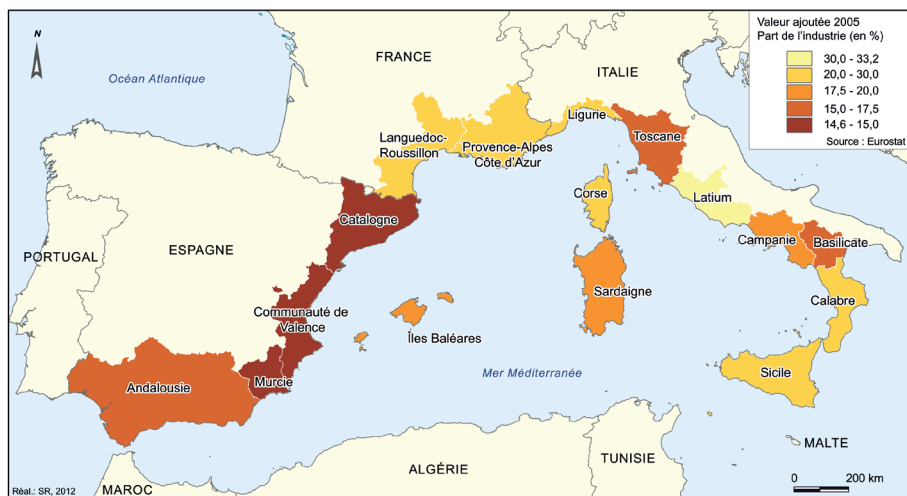 Valeur ajoutée 2005
Part de l'industrie (en %)
30,0 - 33,2
20,0 - 30,0
17,5 - 20,0
15,0 - 17,5
14,6 - 15,0
Source : Eurostat
N
Océan Atlantique
FRANCE
ITALIE
Ligurie
Languedoc-
Roussillon
Provence-Alpes
Côte d'Azur
Toscane
Corse
Latium
Catalogne
Campanie
Basilicate
ESPAGNE
PORTUGAL
Sardaigne
Calabre
Communauté de
Valence
Îles Baléares
Mer Méditerranée
Sicile
Andalousie
Murcie
MALTE
TUNISIE
ALGÉRIE
MAROC
0 200 km
Réal.: SR, 2012